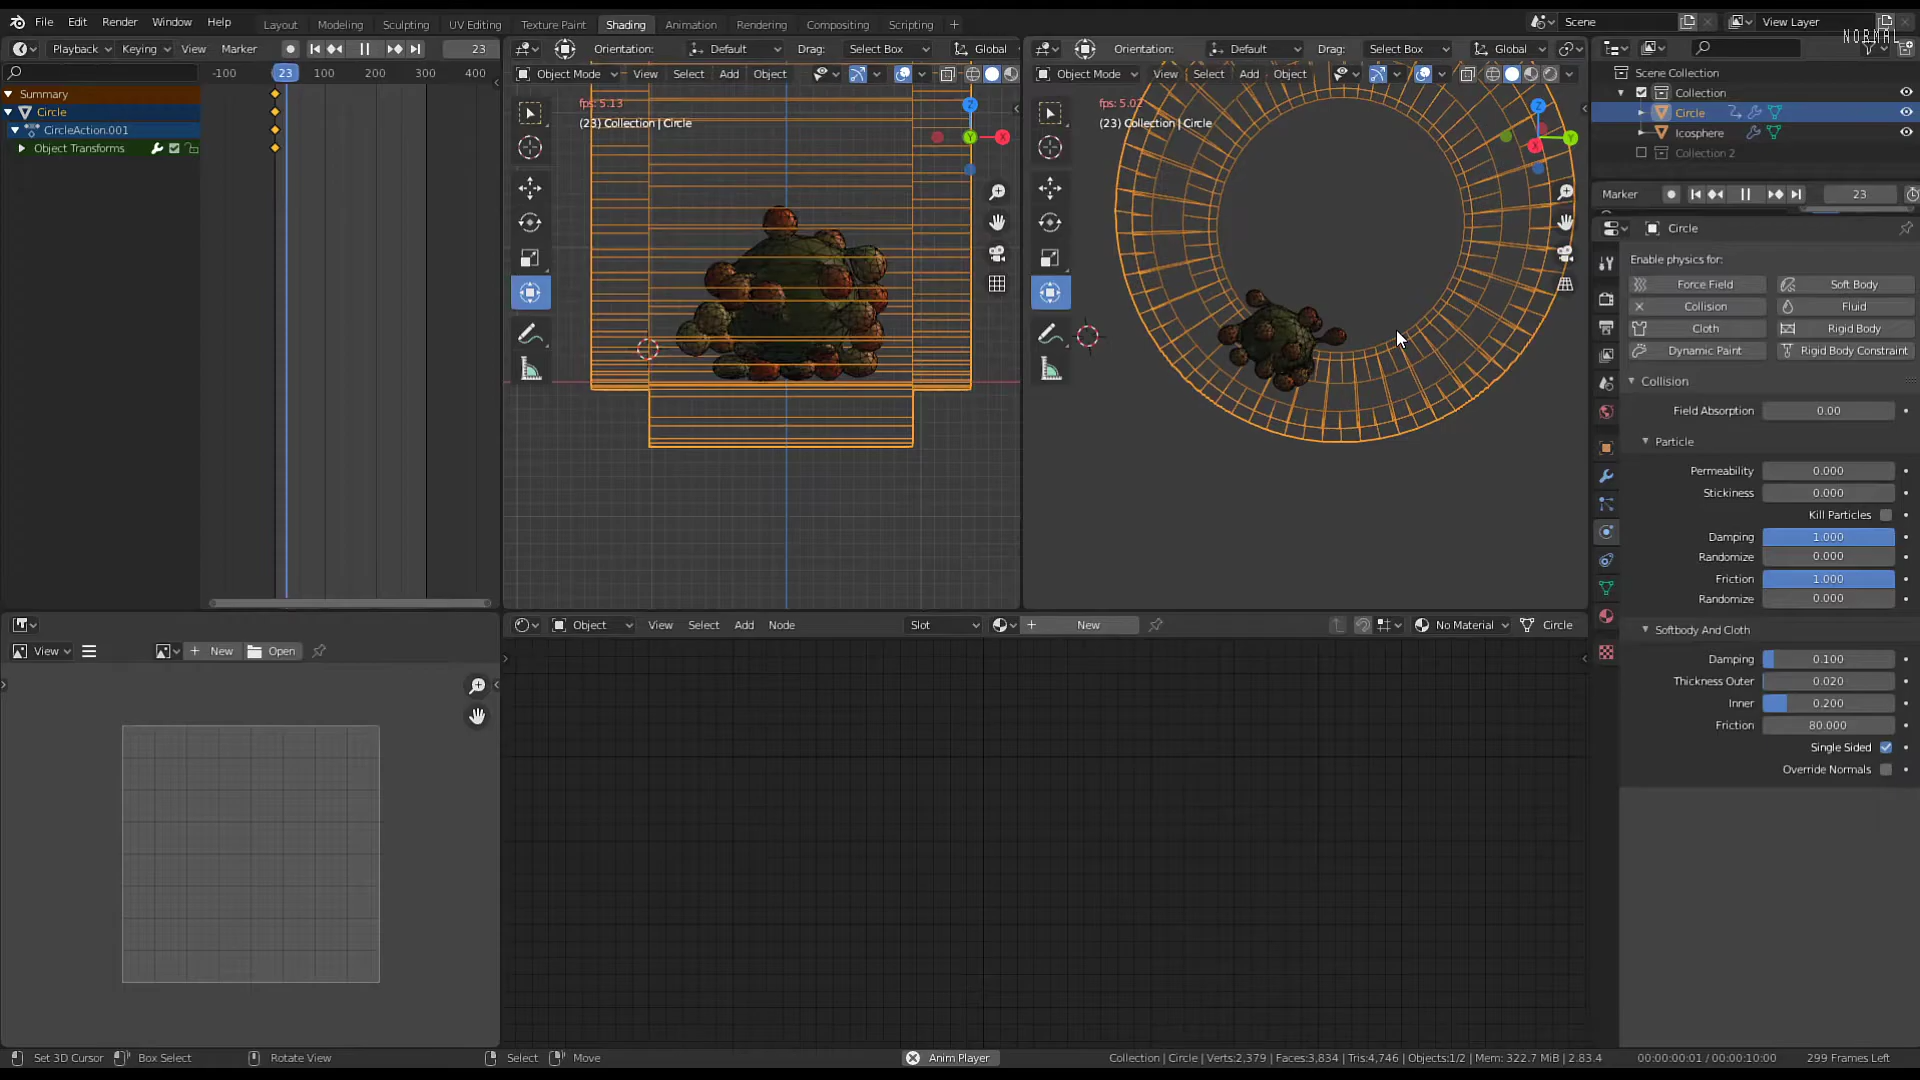 File Edit Render Window Help
Layout Modeling Sculpting UV Editing Texture Paint Shading Animation Rendering Compositing Scripting +
Scene
View Layer
NORMAL
Playback Keying View Marker 23
Orientation: Default Drag: Select Box Global
Orientation: Default Drag: Select Box Global
-100 23 100 200 300 400
Object Mode View Select Add Object
Object Mode View Select Add Object
Scene Collection
Collection
Circle
Icosphere
Collection 2
Summary
Circle
CircleAction.001
Object Transforms
fps: 5.13
(23) Collection | Circle
fps: 5.02
(23) Collection | Circle
Z
Y
X
Z
Y
X
Marker 23
Circle
Enable physics for:
Force Field Soft Body
Collision Fluid
Cloth Rigid Body
Dynamic Paint Rigid Body Constraint
Collision
Field Absorption 0.00
Particle
Permeability 0.000
Stickiness 0.000
Kill Particles
Damping 1.000
Randomize 0.000
Friction 1.000
Randomize 0.000
Softbody And Cloth
Damping 0.100
Thickness Outer 0.020
Inner 0.200
Friction 80.000
Single Sided
Override Normals
View New Open
Object View Select Add Node Slot New No Material Circle
Set 3D Cursor Box Select Rotate View Select Move Anim Player
Collection | Circle | Verts:2,379 | Faces:3,834 | Tris:4,746 | Objects:1/2 | Mem: 322.7 MiB | 2.83.4
00:00:00:01 / 00:00:10:00
299 Frames Left